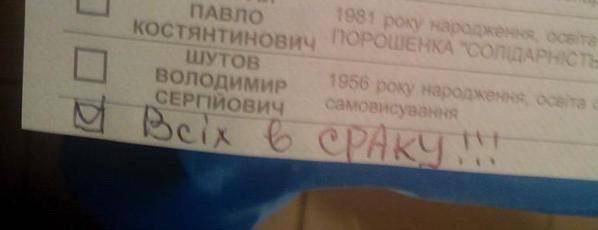 ПАВЛО
КОСТЯНТИНОВИЧ
1981 року народження, освіта
ПОРОШЕНКА "СОЛІДАРНІСТЬ
ШУТОВ
ВОЛОДИМИР
СЕРГІЙОВИЧ
1956 року народження, освіта
самовисування
Всіх в СРАКУ!!!